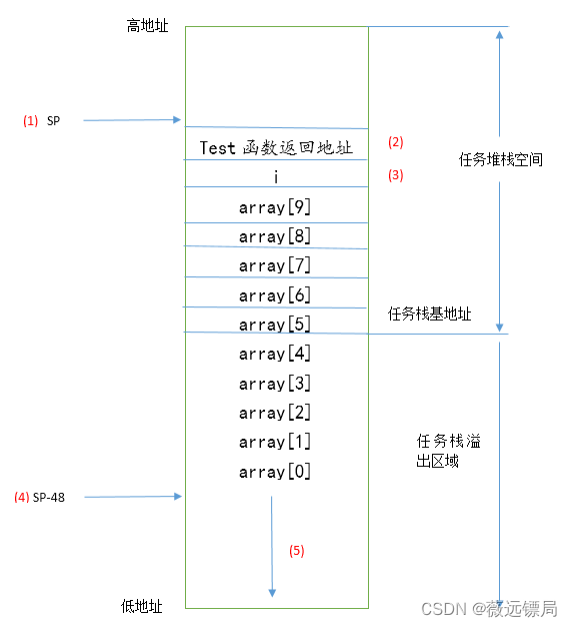 高地址
(1) SP
Test 函数返回地址
(2)
i
(3)
任务堆栈空间
array[9]
array[8]
array[7]
array[6]
array[5]
任务栈基地址
array[4]
array[3]
array[2]
array[1]
array[0]
任务栈溢
出区域
(4) SP-48
(5)
低地址
CSDN @薇远镖局